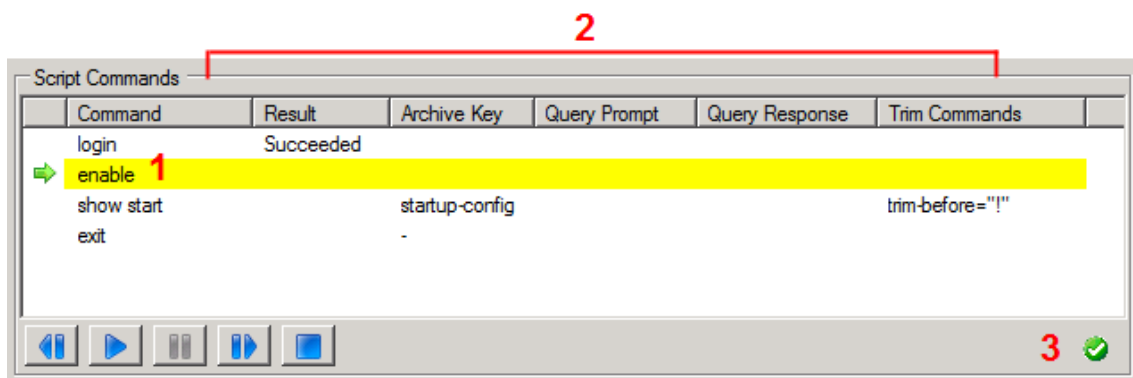 2
Script Commands
Command Result Archive Key Query Prompt Query Response Trim Commands
login Succeeded
enable 1
show start startup-config trim-before="!"
exit -
3